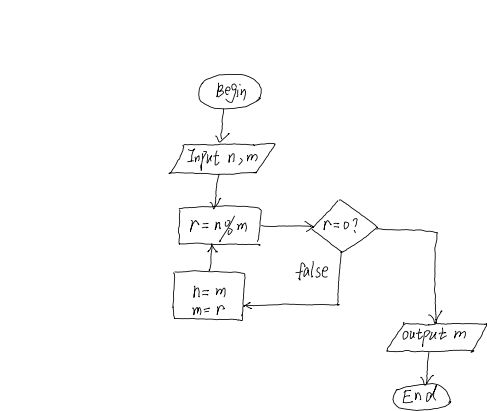 Begin
Input n,m
r=n%m
r=0?
false
n=m
m=r
output m
End